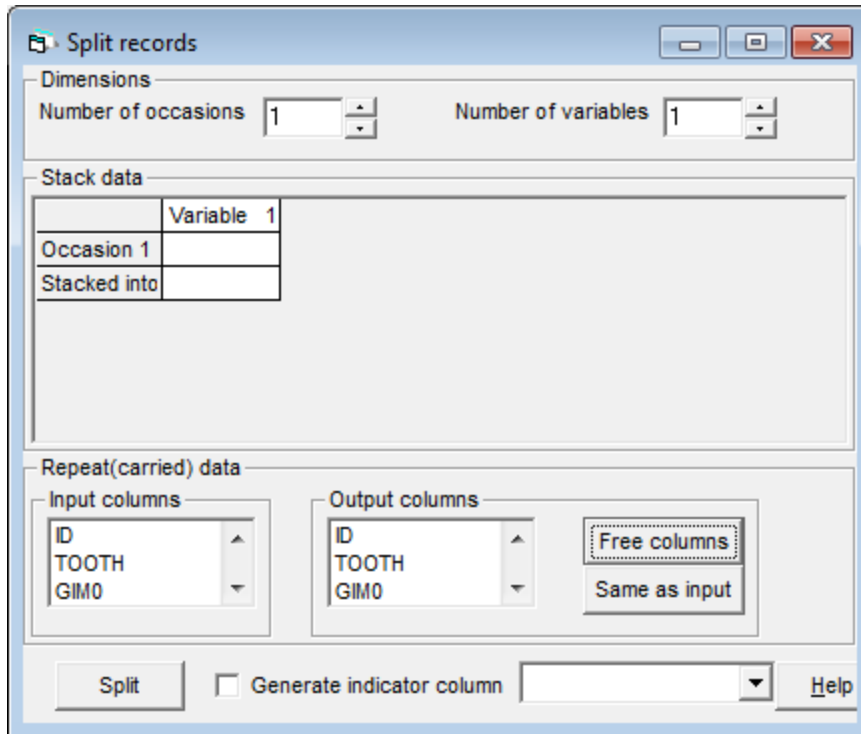 Split records
Dimensions
Number of occasions 1 Number of variables 1
Stack data
Variable 1
Occasion 1
Stacked into
Repeat(carried) data
Input columns Output columns
ID ID
TOOTH TOOTH Free columns
GIM0 GIM0 Same as input
Split Generate indicator column Help